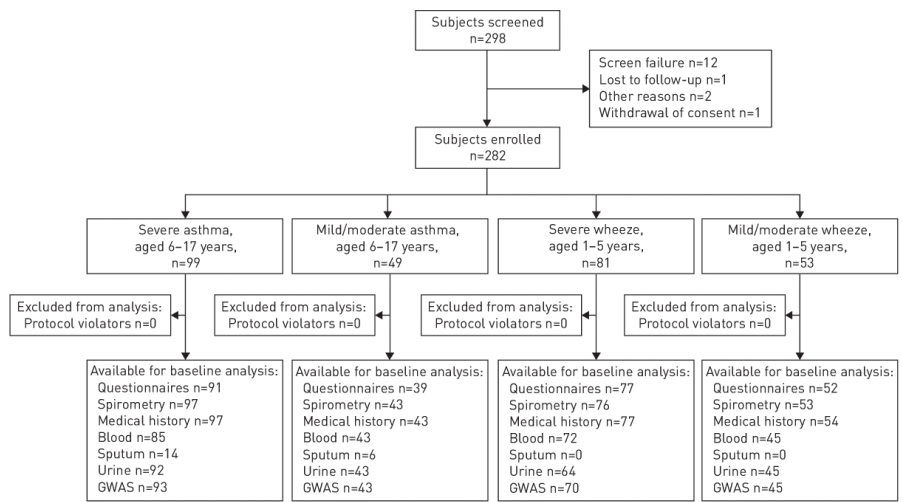 Subjects screened
n=298
Screen failure n=12
Lost to follow-up n=1
Other reasons n=2
Withdrawal of consent n=1
Subjects enrolled
n=282
Severe asthma,
aged 6–17 years,
n=99
Mild/moderate asthma,
aged 6–17 years,
n=49
Severe wheeze,
aged 1–5 years,
n=81
Mild/moderate wheeze,
aged 1–5 years,
n=53
Excluded from analysis:
Protocol violators n=0
Excluded from analysis:
Protocol violators n=0
Excluded from analysis:
Protocol violators n=0
Excluded from analysis:
Protocol violators n=0
Available for baseline analysis:
Questionnaires n=91
Spirometry n=97
Medical history n=97
Blood n=85
Sputum n=14
Urine n=92
GWAS n=93
Available for baseline analysis:
Questionnaires n=39
Spirometry n=43
Medical history n=43
Blood n=43
Sputum n=6
Urine n=43
GWAS n=43
Available for baseline analysis:
Questionnaires n=77
Spirometry n=76
Medical history n=77
Blood n=72
Sputum n=0
Urine n=64
GWAS n=70
Available for baseline analysis:
Questionnaires n=52
Spirometry n=53
Medical history n=54
Blood n=45
Sputum n=0
Urine n=45
GWAS n=45